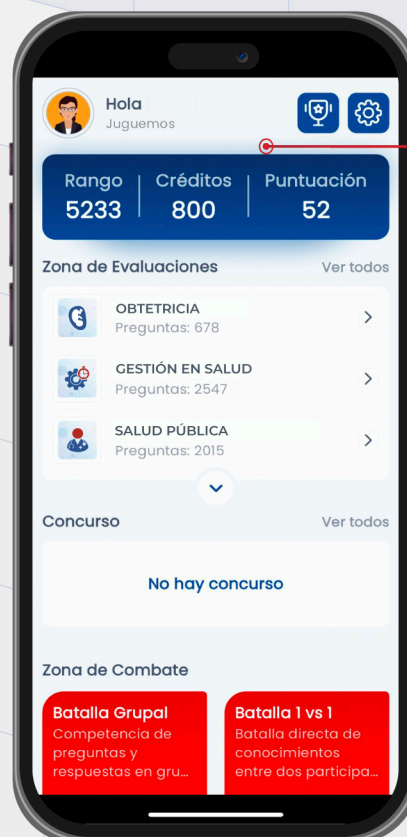 Hola
Juguemos
Rango
Créditos
Puntuación
5233
800
52
Zona de Evaluaciones
Ver todos
OBTETRICIA
Preguntas: 678
GESTIÓN EN SALUD
Preguntas: 2547
SALUD PÚBLICA
Preguntas: 2015
Concurso
Ver todos
No hay concurso
Zona de Combate
Batalla Grupal
Competencia de
preguntas y
respuestas en gru...
Batalla 1 vs 1
Batalla directa de
conocimientos
entre dos participa...